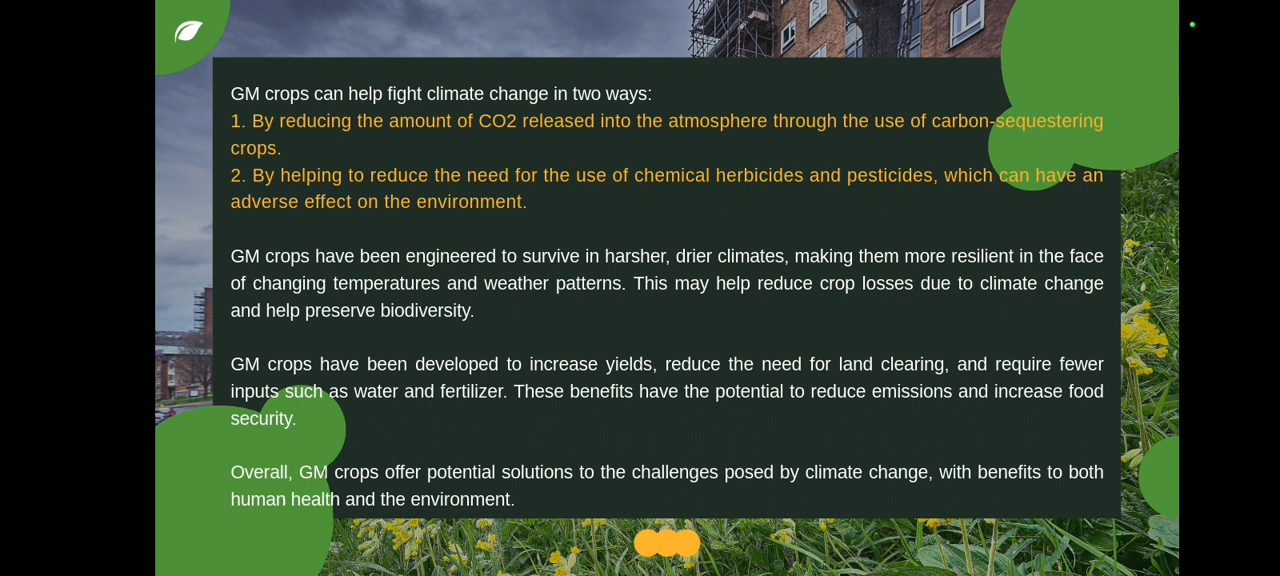 GM crops can help fight climate change in two ways:
1. By reducing the amount of CO2 released into the atmosphere through the use of carbon-sequestering
crops.
2. By helping to reduce the need for the use of chemical herbicides and pesticides, which can have an
adverse effect on the environment.
GM crops have been engineered to survive in harsher, drier climates, making them more resilient in the face
of changing temperatures and weather patterns. This may help reduce crop losses due to climate change
and help preserve biodiversity.
GM crops have been developed to increase yields, reduce the need for land clearing, and require fewer
inputs such as water and fertilizer. These benefits have the potential to reduce emissions and increase food
security.
Overall, GM crops offer potential solutions to the challenges posed by climate change, with benefits to both
human health and the environment.